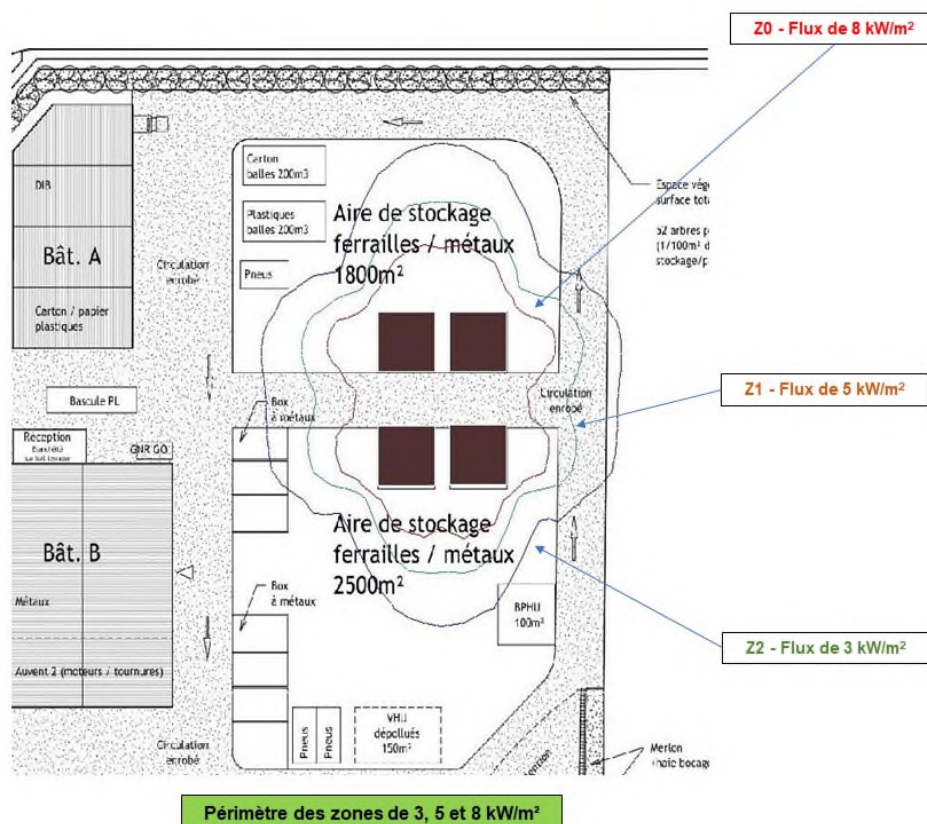 Z0 - Flux de 8 kW/m²
Carton
balles 200m3
DIB
Plastiques
balles 200m3
Aire de stockage
ferrailles / métaux
1800m²
Espace
surface
52 arbres
(1/100m²
stockage/p
Bât. A
Circulation
enrobé
Pneus
Carton / papier
plastiques
Z1 - Flux de 5 kW/m²
Circulation
enrobé
Bascule PL
Box
à métaux
Reception
GNR GO
Bât. B
Aire de stockage
ferrailles / métaux
2500m²
Box
à métaux
Métaux
BPHU
100m²
Z2 - Flux de 3 kW/m²
Auvent 2 (moteurs / tournures)
Pneus
Pneus
VHU
dépollués
150m²
Circulation
enrobé
Merlon
haie bocag
Périmètre des zones de 3, 5 et 8 kW/m²